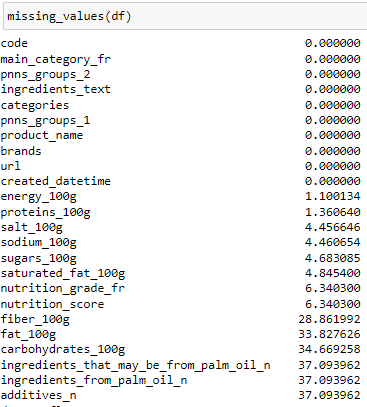 missing_values(df)
code 0.000000
main_category_fr 0.000000
pnns_groups_2 0.000000
ingredients_text 0.000000
categories 0.000000
pnns_groups_1 0.000000
product_name 0.000000
brands 0.000000
url 0.000000
created_datetime 0.000000
energy_100g 1.100134
proteins_100g 1.360640
salt_100g 4.456646
sodium_100g 4.460654
sugars_100g 4.683085
saturated_fat_100g 4.845400
nutrition_grade_fr 6.340300
nutrition_score 6.340300
fiber_100g 28.861992
fat_100g 33.827626
carbohydrates_100g 34.669258
ingredients_that_may_be_from_palm_oil_n 37.093962
ingredients_from_palm_oil_n 37.093962
additives_n 37.093962